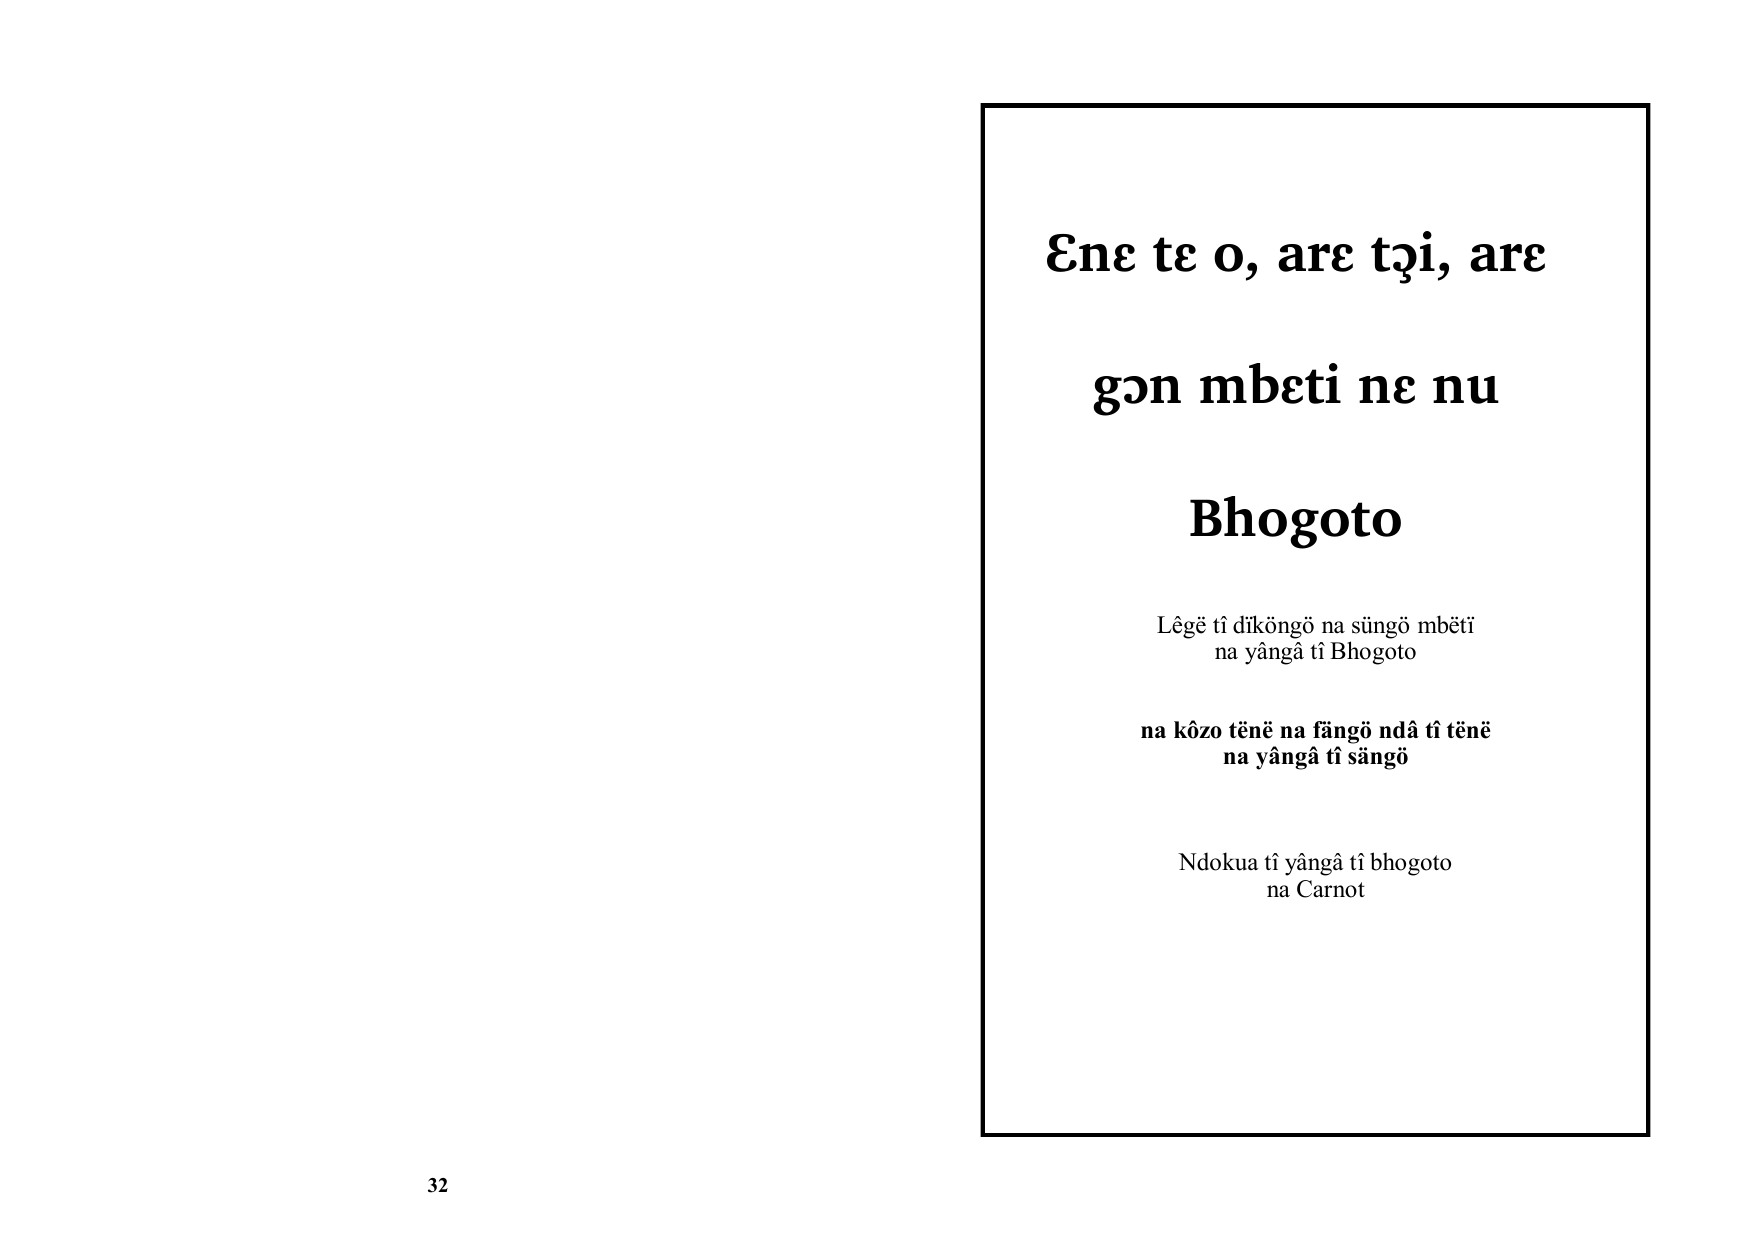 32
Ɛnɛ tɛ o, arɛ tɔ̧i, arɛ
gɔn mbɛti nɛ nu
Bhogoto
Lêgë tî dïköngö na süngö mbëtï
na yângâ tî Bhogoto
na kôzo tënë na fängö ndâ tî tënë
na yângâ tî sängö
Ndokua tî yângâ tî bhogoto
na Carnot